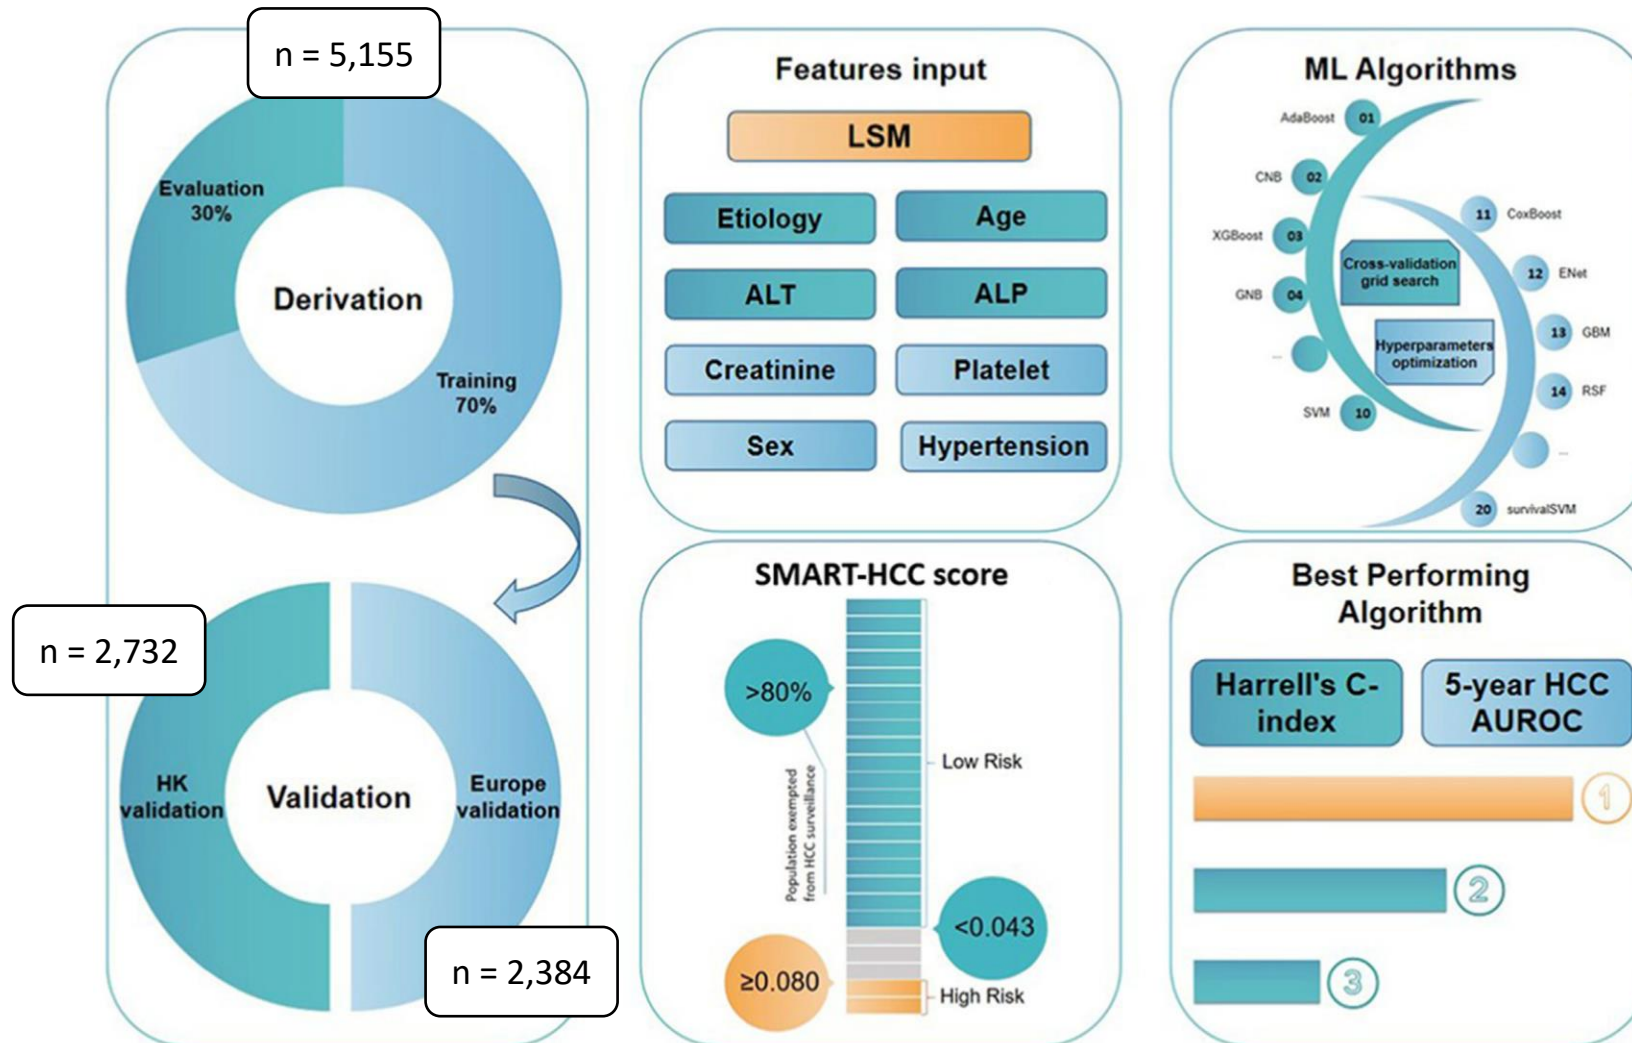 n = 5,155
Evaluation
30%
Derivation
Training
70%
n = 2,732
HK
validation
Validation
Europe
validation
n = 2,384
Features input
LSM
Etiology
Age
ALT
ALP
Creatinine
Platelet
Sex
Hypertension
SMART-HCC score
>80%
Population exempted
from HCC surveillance
Low Risk
<0.043
≥0.080
High Risk
ML Algorithms
AdaBoost 01
CNB 02
XGBoost 03
GNB 04
...
SVM 10
Cross-validation
grid search
Hyperparameters
optimization
11 CoxBoost
12 ENet
13 GBM
14 RSF
...
20 survivalSVM
Best Performing
Algorithm
Harrell's C-
index
5-year HCC
AUROC
1
2
3